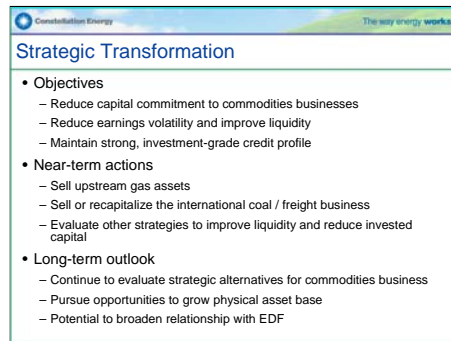 Constellation Energy
The way energy works
Strategic Transformation
• Objectives
– Reduce capital commitment to commodities businesses
– Reduce earnings volatility and improve liquidity
– Maintain strong, investment-grade credit profile
• Near-term actions
– Sell upstream gas assets
– Sell or recapitalize the international coal / freight business
– Evaluate other strategies to improve liquidity and reduce invested
capital
• Long-term outlook
– Continue to evaluate strategic alternatives for commodities business
– Pursue opportunities to grow physical asset base
– Potential to broaden relationship with EDF